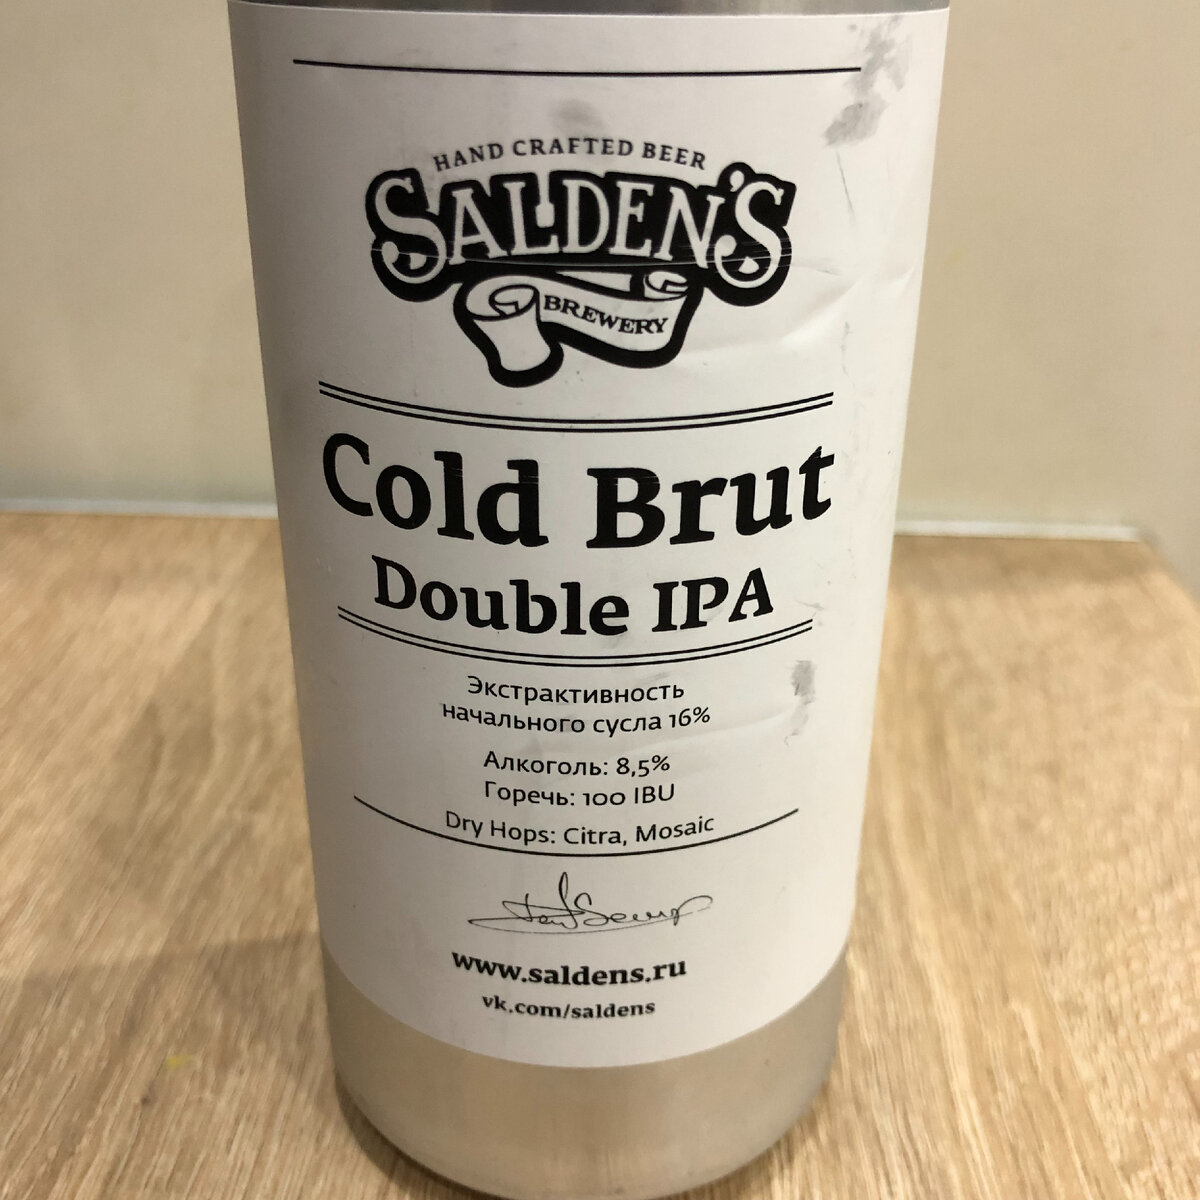 HAND CRAFTED BEER
SALDEN'S
BREWERY
Cold Brut
Double IPA
Экстрактивность
начального сусла 16%
Алкоголь: 8,5%
Горечь: 100 IBU
Dry Hops: Citra, Mosaic
www.saldens.ru
vk.com/saldens